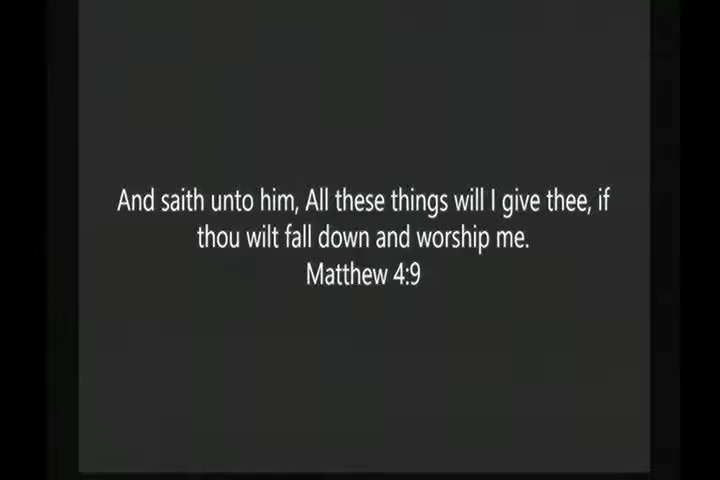 And saith unto him, All these things will I give thee, if
thou wilt fall down and worship me.
Matthew 4:9